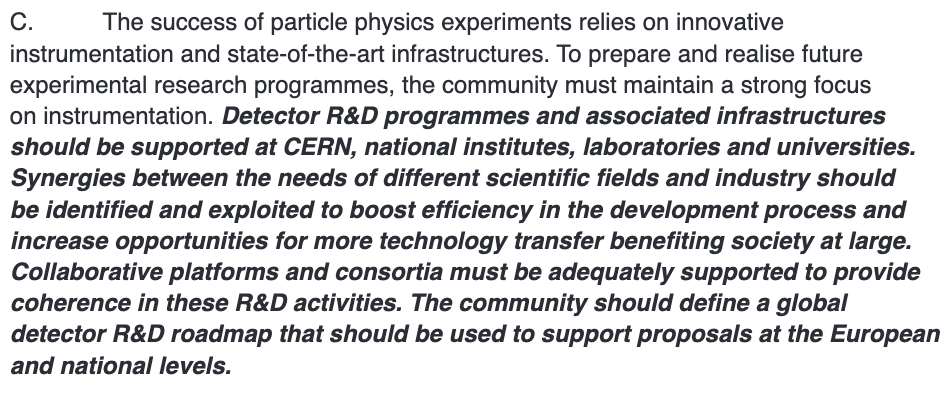 C. The success of particle physics experiments relies on innovative
instrumentation and state-of-the-art infrastructures. To prepare and realise future
experimental research programmes, the community must maintain a strong focus
on instrumentation. Detector R&D programmes and associated infrastructures
should be supported at CERN, national institutes, laboratories and universities.
Synergies between the needs of different scientific fields and industry should
be identified and exploited to boost efficiency in the development process and
increase opportunities for more technology transfer benefiting society at large.
Collaborative platforms and consortia must be adequately supported to provide
coherence in these R&D activities. The community should define a global
detector R&D roadmap that should be used to support proposals at the European
and national levels.